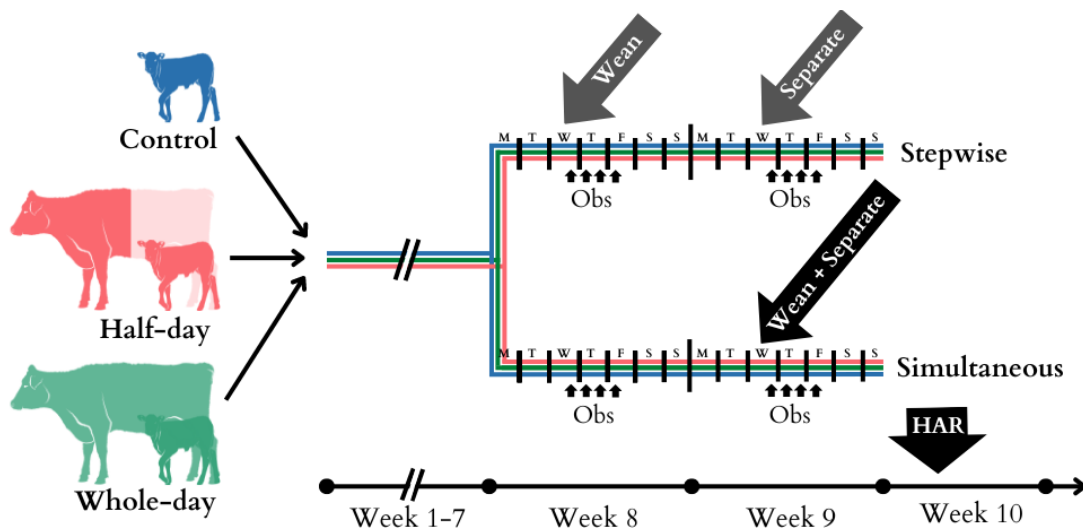 Control
Half-day
Whole-day
Wean
Separate
M T W T F S S M T W T F S S
Stepwise
Obs
Obs
Wean + Separate
M T W T F S S M T W T F S S
Simultaneous
Obs
Obs
HAR
Week 1-7
Week 8
Week 9
Week 10